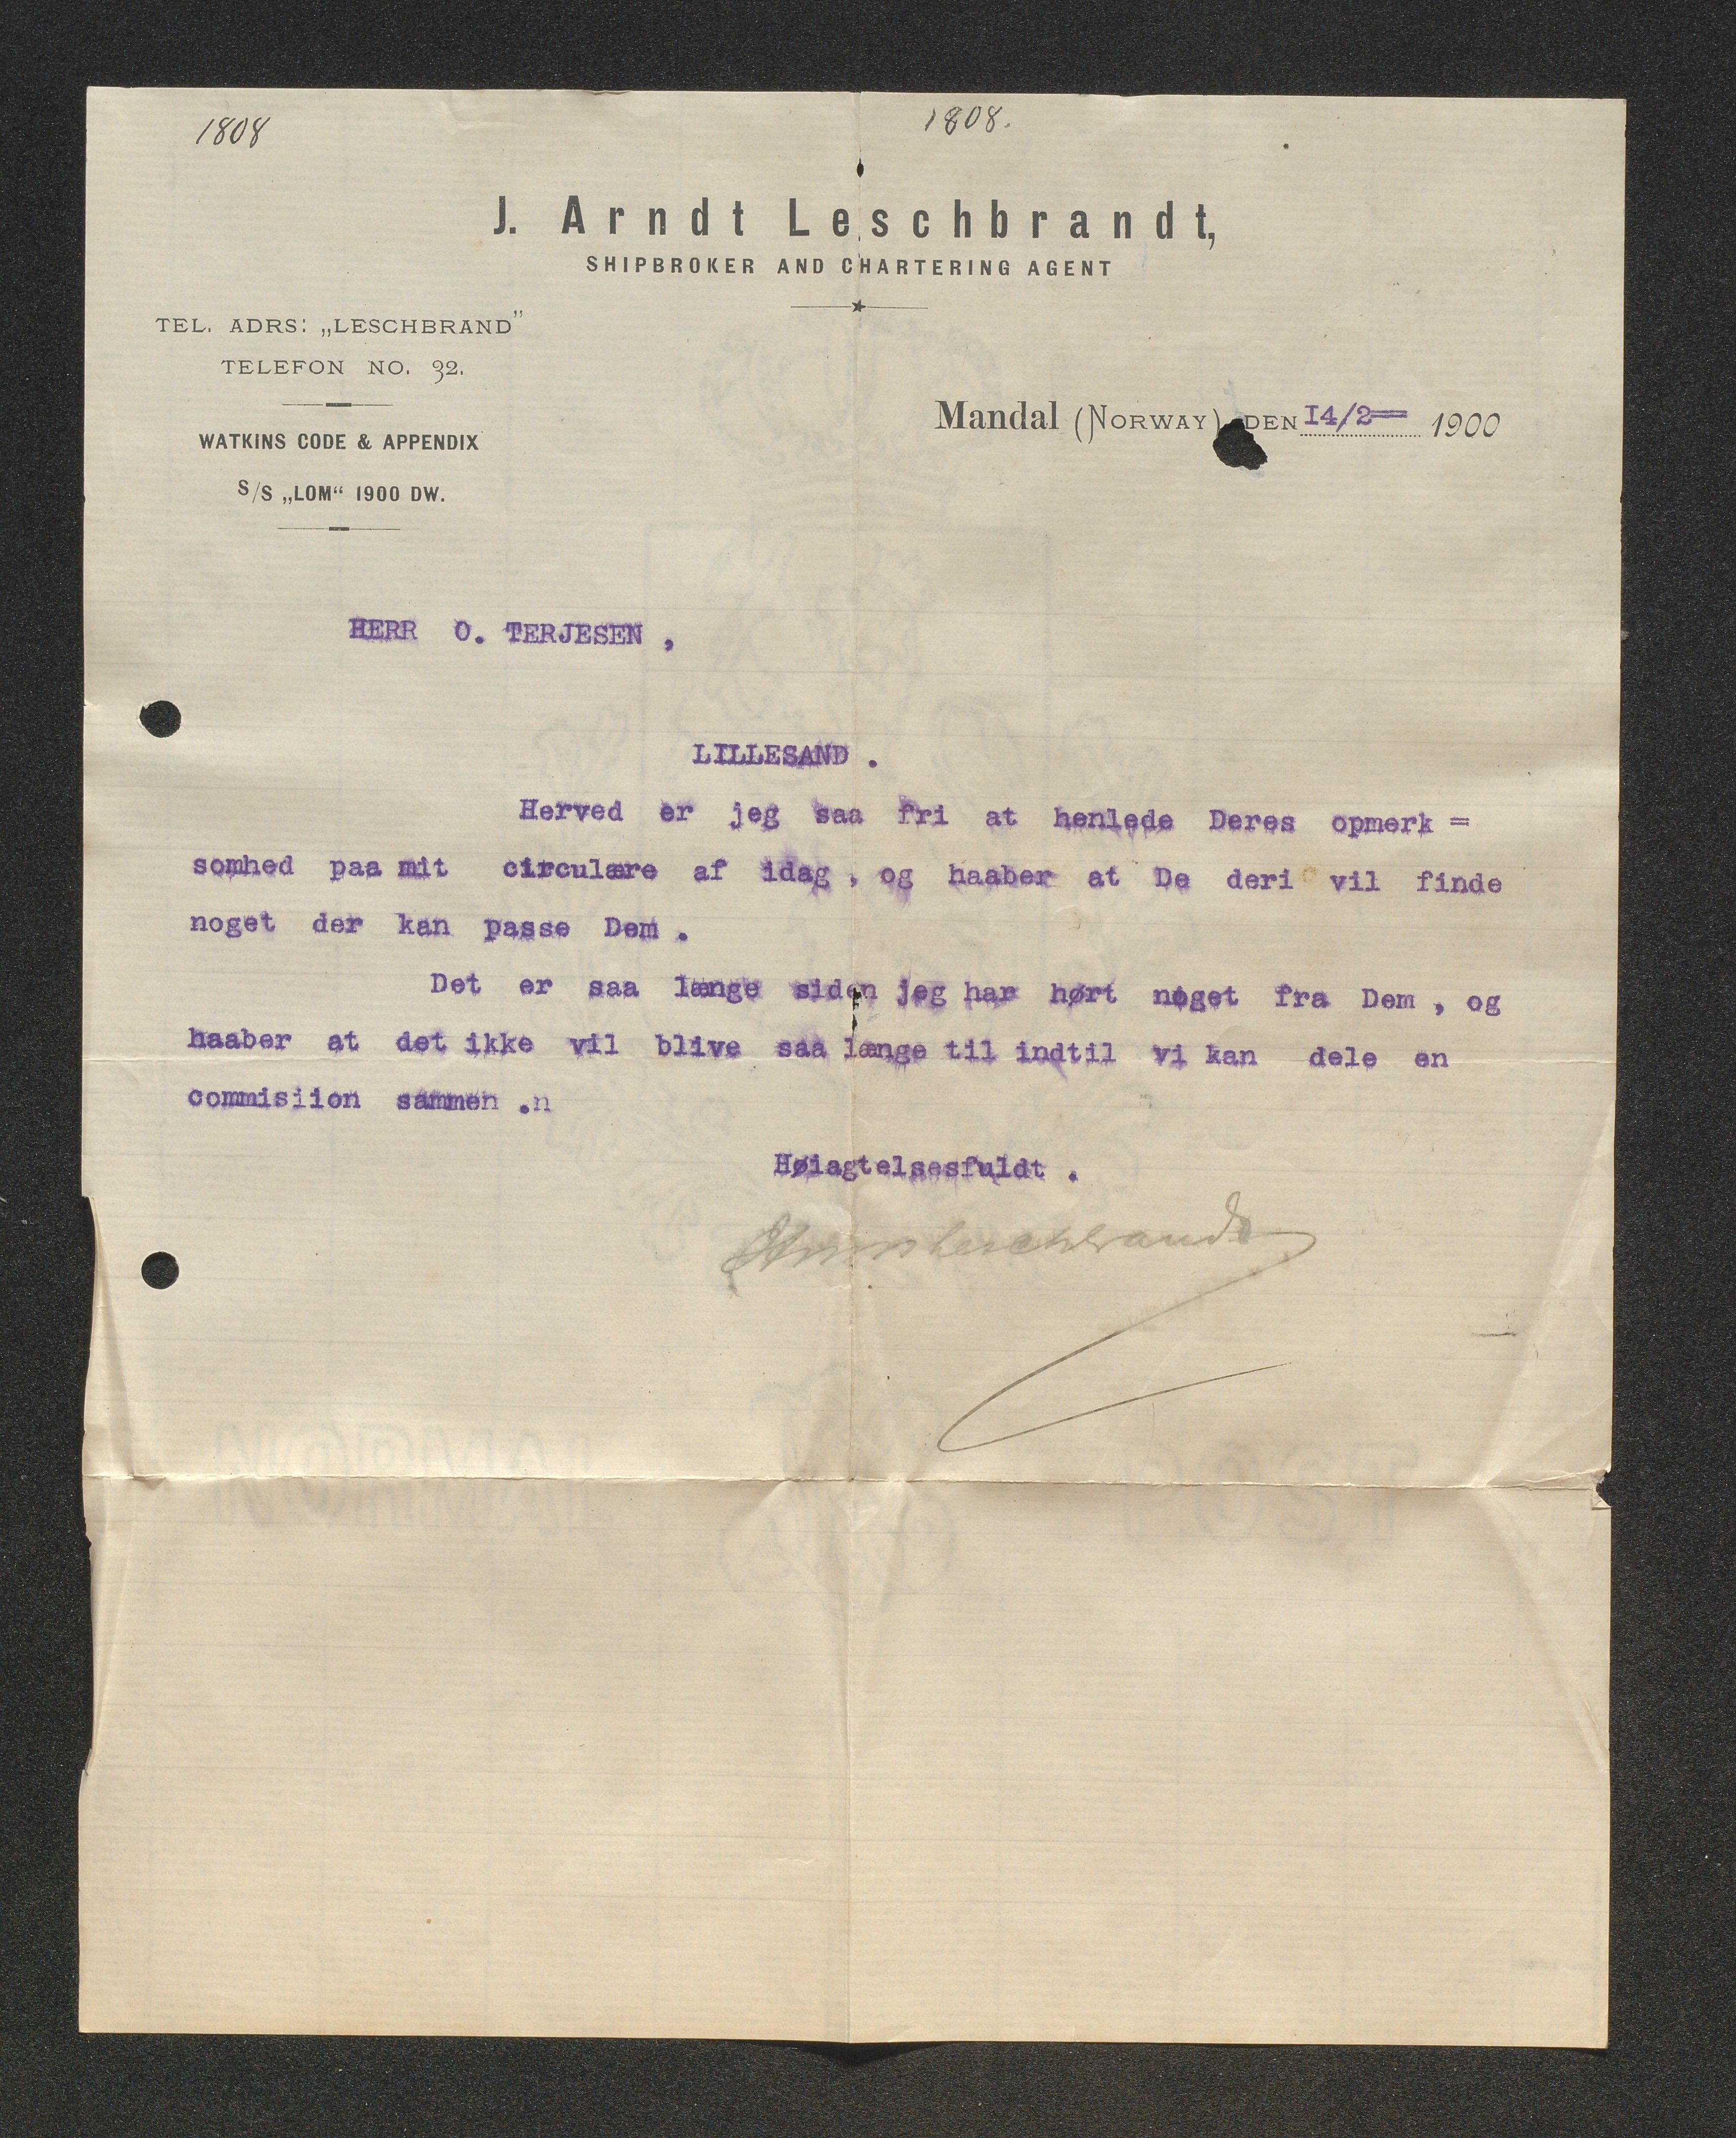 1808 1808.
J. Arndt Leschbrandt,
SHIPBROKER AND CHARTERING AGENT
TEL. ADRS: „LESCHBRAND”
TELEFON NO. 32.
WATKINS CODE & APPENDIX
S/S „LOM“ 1900 DW.
Mandal (NORWAY) DEN 14/2= 1900
HERR O. TERJESEN ,
LILLESAND .
Herved er jeg saa fri at henlede Deres opmerk =
somhed paa mit circulære af idag , og haaber at De deri vil finde
noget der kan passe Dem .
Det er saa længe siden jeg har hørt noget fra Dem , og
haaber at det ikke vil blive saa længe til indtil vi kan dele en
commisiion sammen .n
Høiagtelsesfuldt .
Leschbrandt